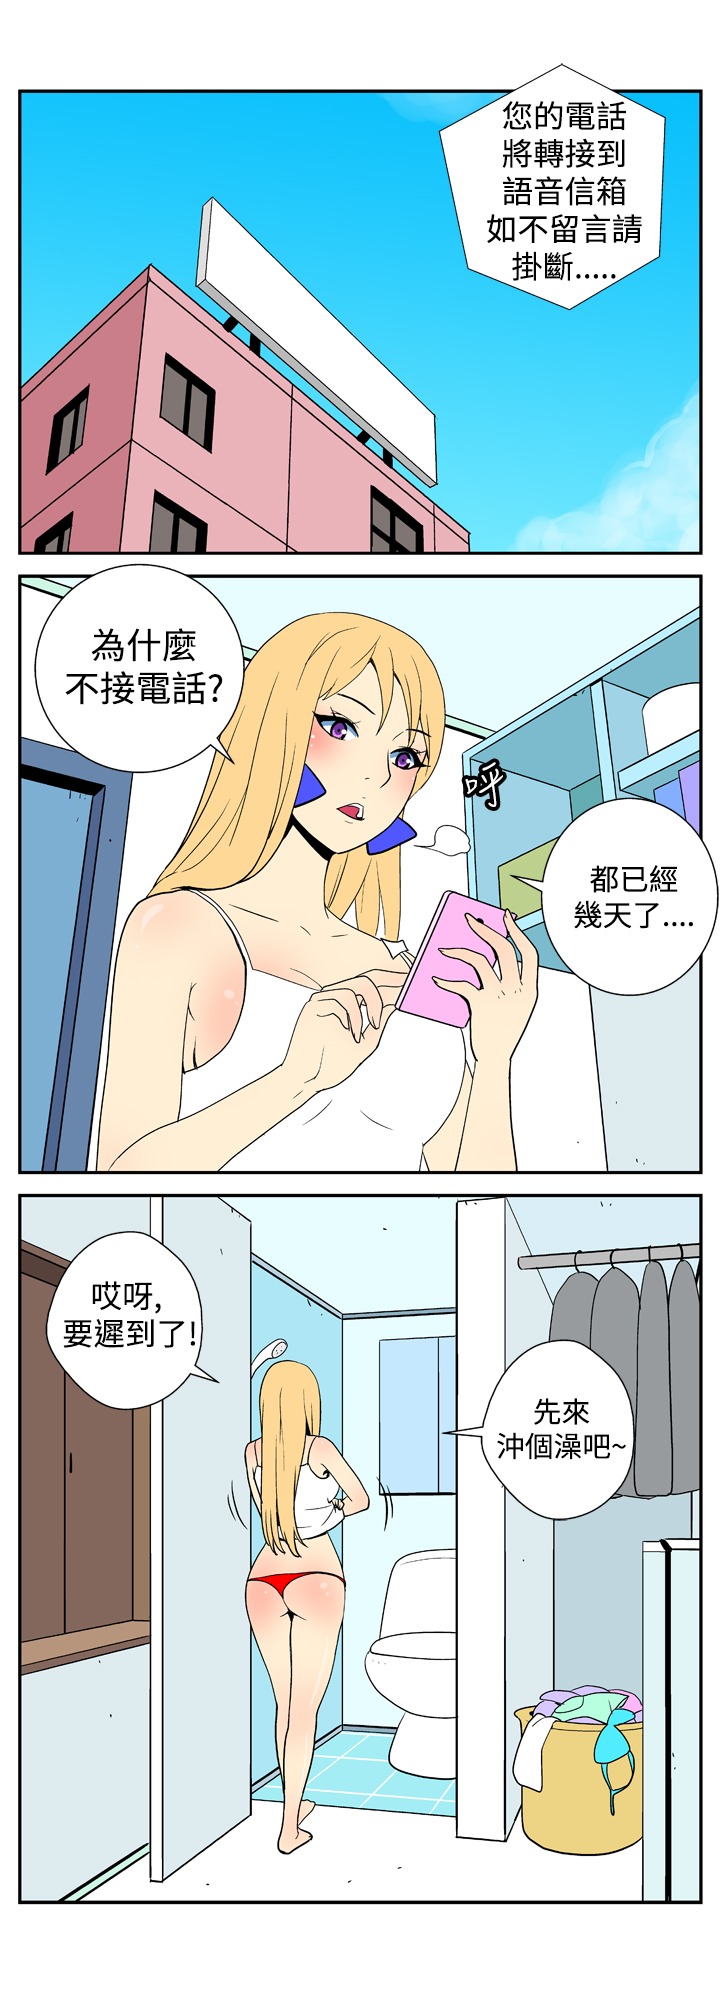 您的電話
將轉接到
語音信箱
如不留言請
掛斷.....
為什麼
不接電話?
呼
都已經
幾天了....
哎呀,
要遲到了!
先來
沖個澡吧~